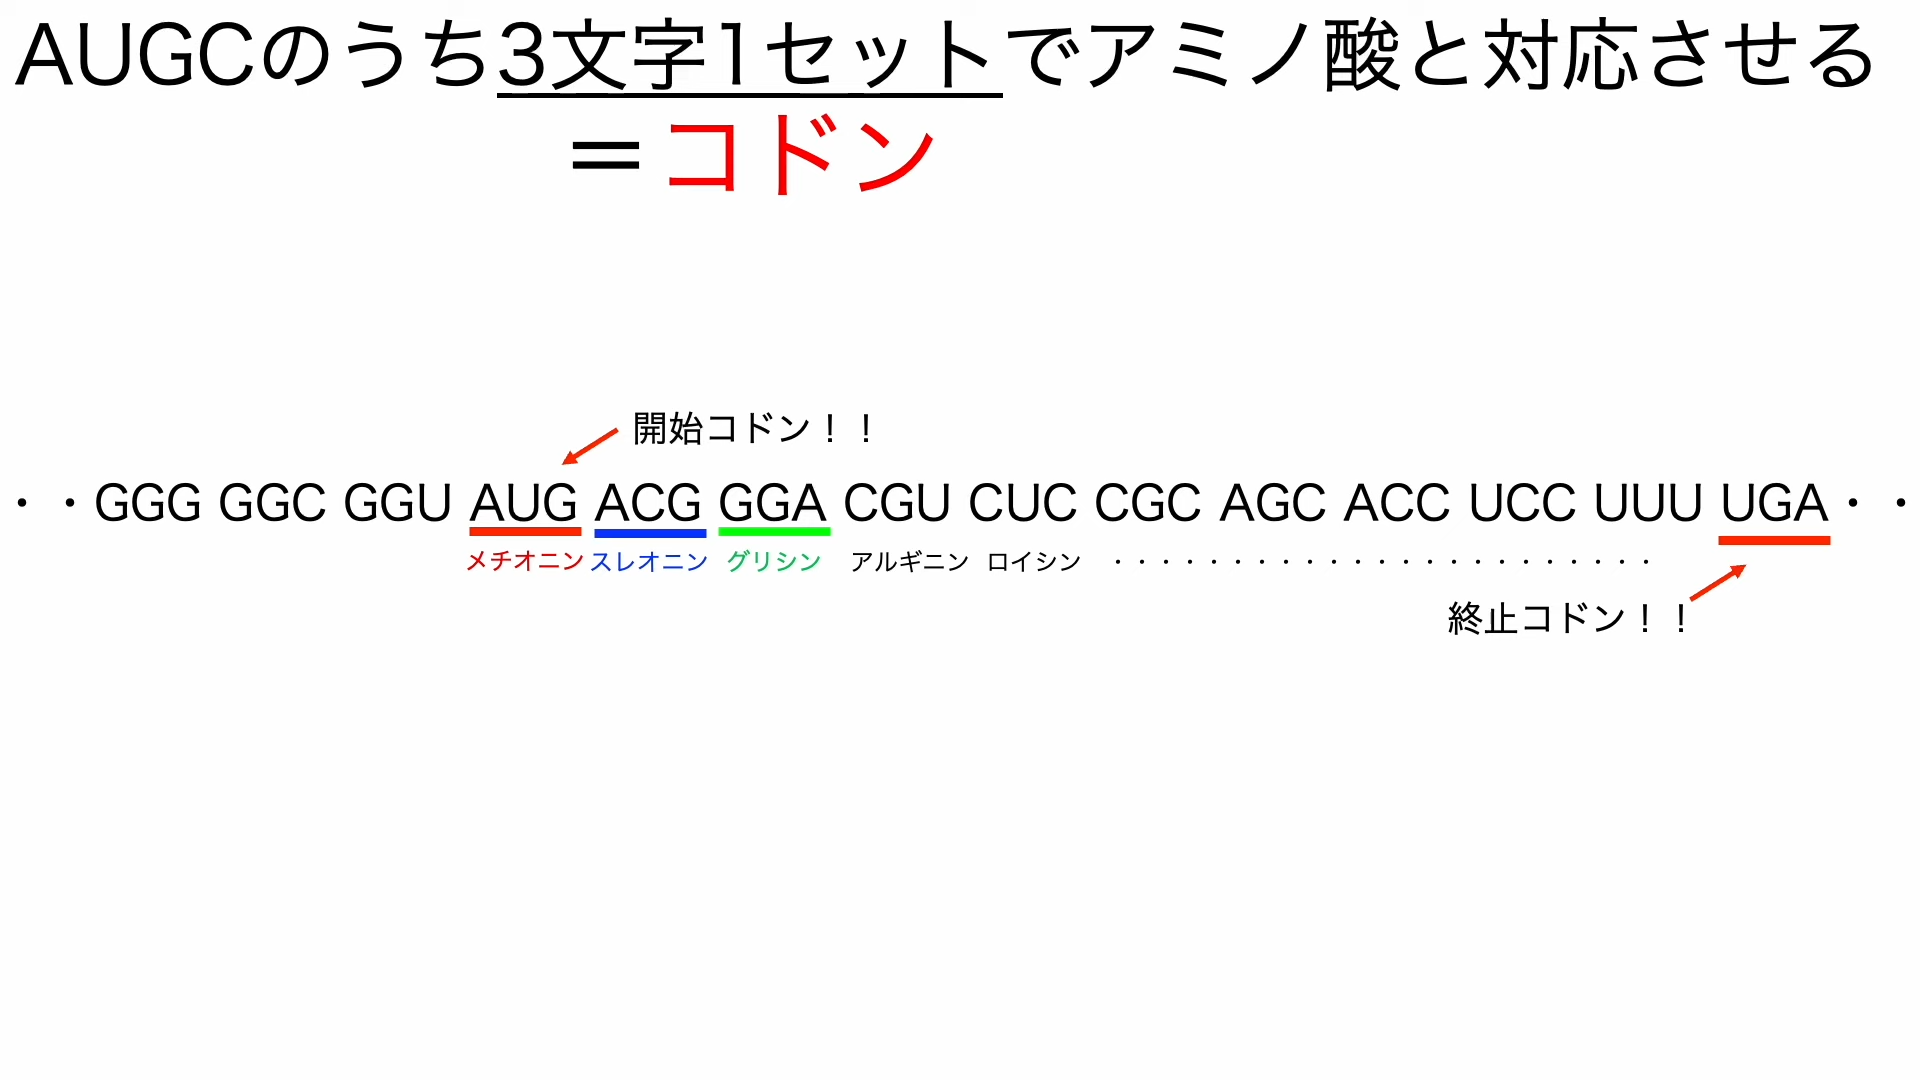 AUGCのうち3文字1セットでアミノ酸と対応させる
＝コドン
開始コドン！！
・・GGG GGC GGU AUG ACG GGA CGU CUC CGC AGC ACC UCC UUU UGA・・
メチオニン スレオニン グリシン アルギニン ロイシン ・・・・・・・・・・・・・・・・・・・・・・・
終止コドン！！